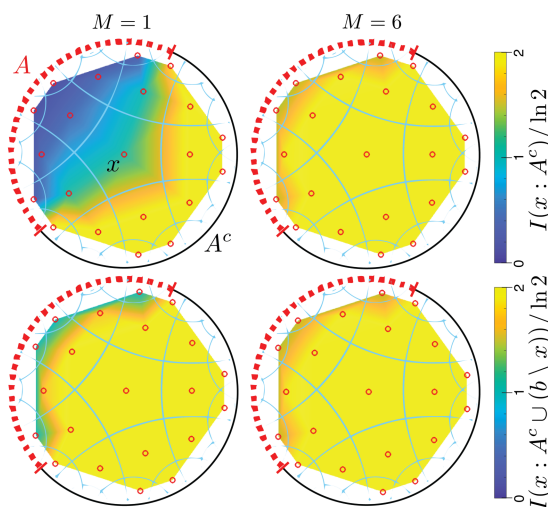 M = 1
M = 6
A
x
A^c
2
1
0
I(x : A^c)/ ln 2
2
1
0
I(x : A^c ∪ (b \ x))/ ln 2